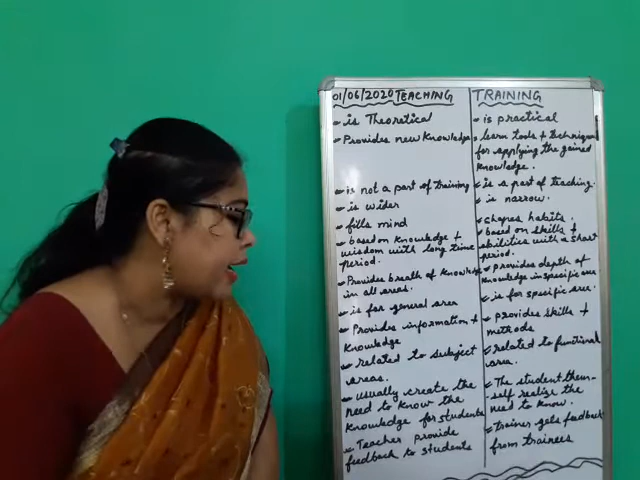 01/06/2020 TEACHING
is Theoretical
Provides new Knowledge
is not a part of training
is wider
fills mind
based on knowledge +
wisdom with long time
period.
Provides breath of knowledge
in all areas.
is for general area
Provides information +
Knowledge
related to subject
areas.
usually create the
need to know the
knowledge for students
Teacher provide
feedback to students
TRAINING
is practical
learn tools + techniques
for applying the gained
knowledge.
is a part of teaching.
is narrow.
shapes habits.
based on skills +
abilities with a short
period.
provides depth of
knowledge in specific area
is for specific area.
provides skills +
methods
related to functional
area.
The student them-
self realize the
need to know.
trainer gets feedback
from trainees